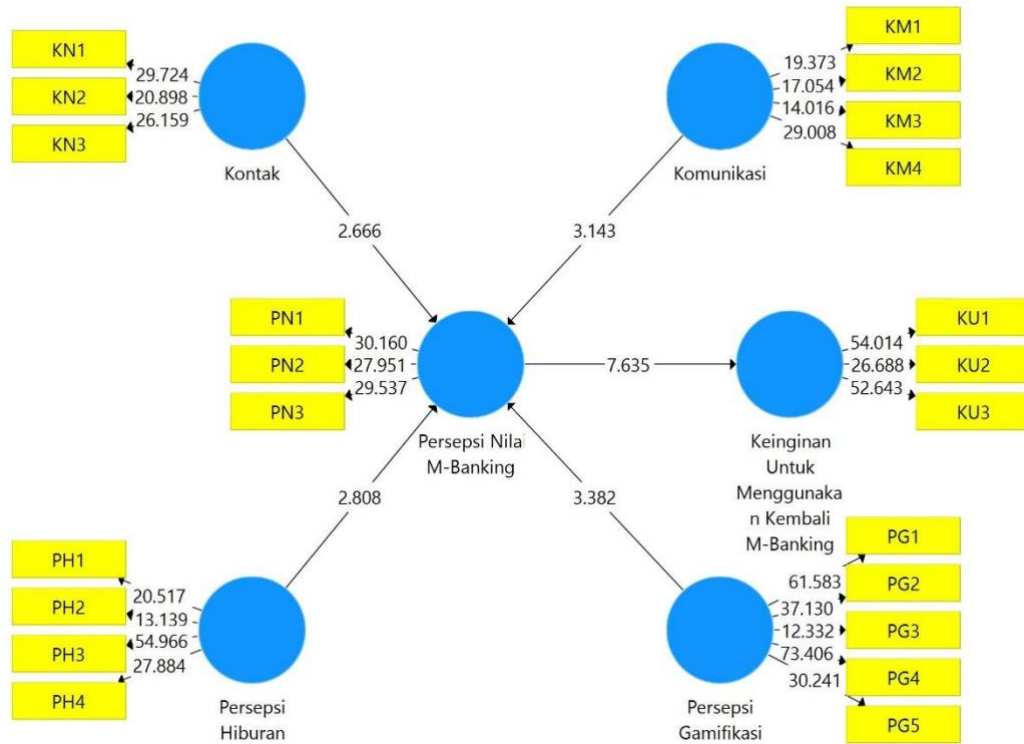 KN1
29.724
KN2
20.898
KN3
26.159
Kontak
KM1
19.373
KM2
17.054
KM3
14.016
KM4
29.008
Komunikasi
2.666
3.143
PN1
30.160
PN2
27.951
PN3
29.537
Persepsi Nilai
M-Banking
7.635
KU1
54.014
KU2
26.688
KU3
52.643
Keinginan
Untuk
Menggunaka
n Kembali
M-Banking
2.808
3.382
PH1
20.517
PH2
13.139
PH3
54.966
PH4
27.884
Persepsi
Hiburan
PG1
61.583
PG2
37.130
PG3
12.332
PG4
73.406
PG5
30.241
Persepsi
Gamifikasi